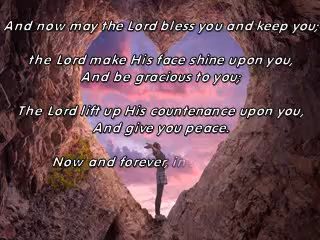 And now may the Lord bless you and keep you;
the Lord make His face shine upon you,
And be gracious to you;
The Lord lift up His countenance upon you,
And give you peace.
Now and forever, in